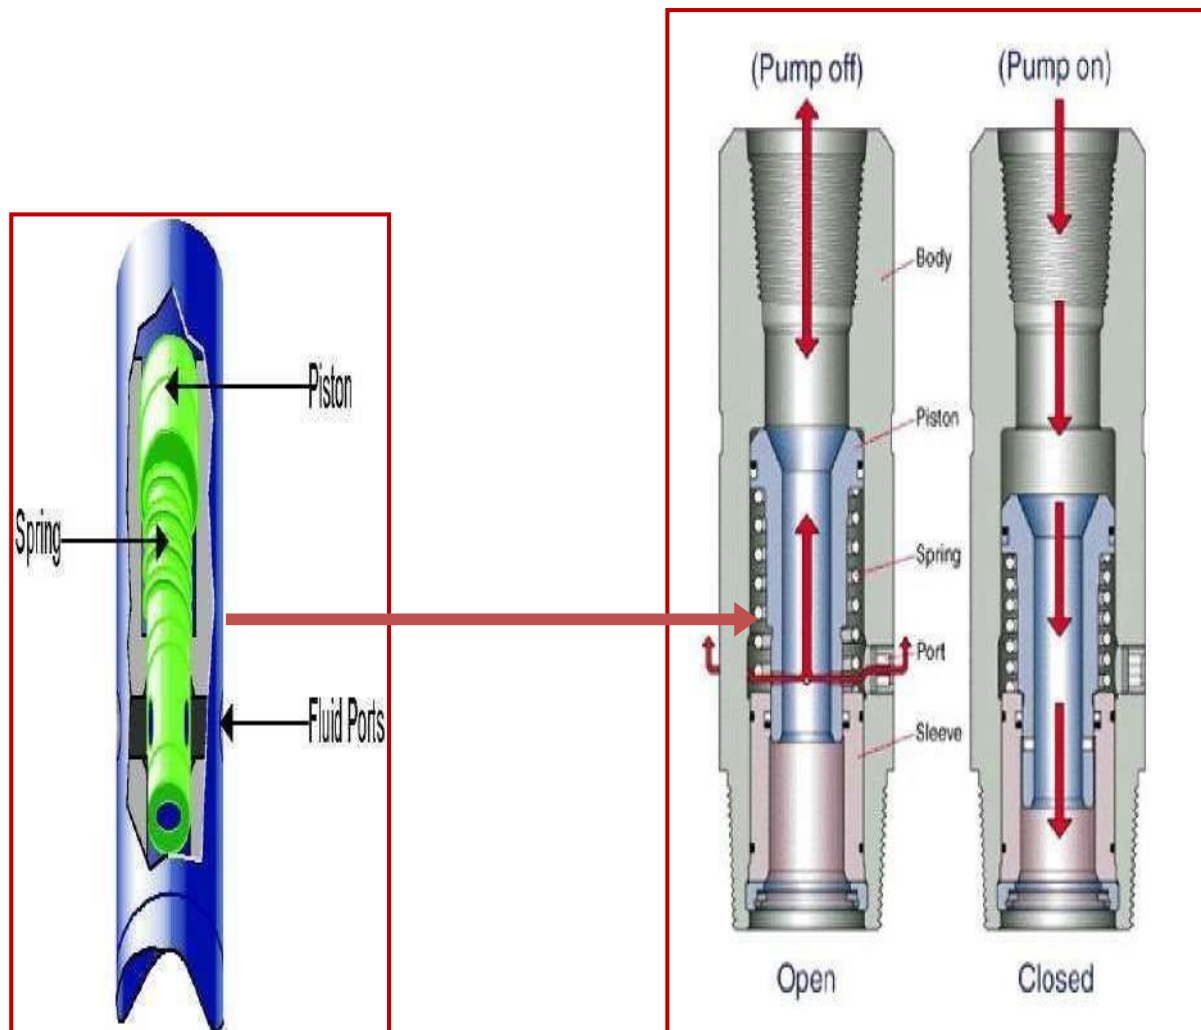 Piston
Spring
Fluid Ports
(Pump off)
(Pump on)
Body
Piston
Spring
Port
Sleeve
Open
Closed